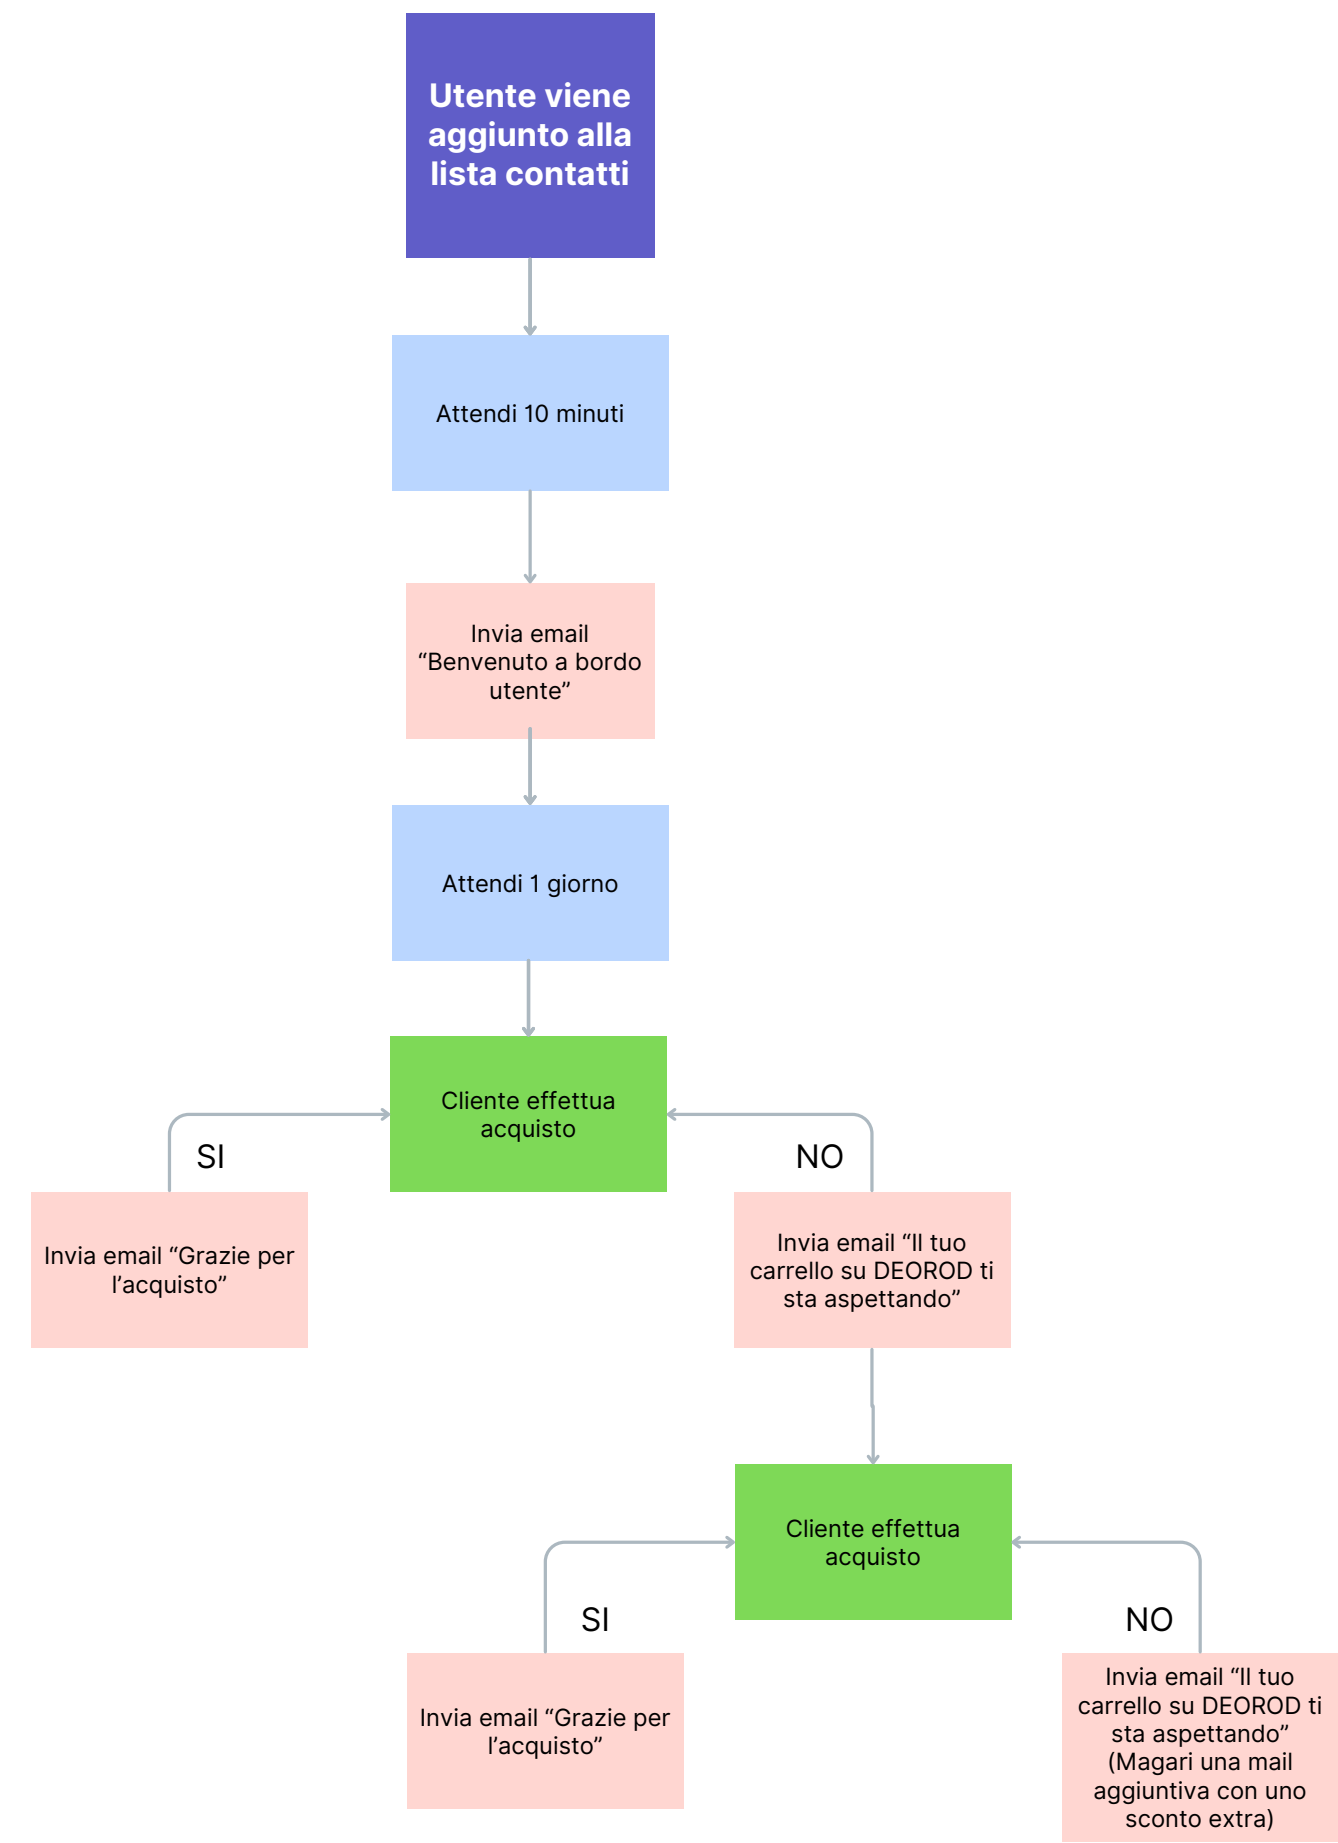 Utente viene
aggiunto alla
lista contatti
Attendi 10 minuti
Invia email
“Benvenuto a bordo
utente”
Attendi 1 giorno
Cliente effettua
acquisto
SI
NO
Invia email “Grazie per
l’acquisto”
Invia email “Il tuo
carrello su DEOROD ti
sta aspettando”
Cliente effettua
acquisto
SI
NO
Invia email “Grazie per
l’acquisto”
Invia email “Il tuo
carrello su DEOROD ti
sta aspettando”
(Magari una mail
aggiuntiva con uno
sconto extra)